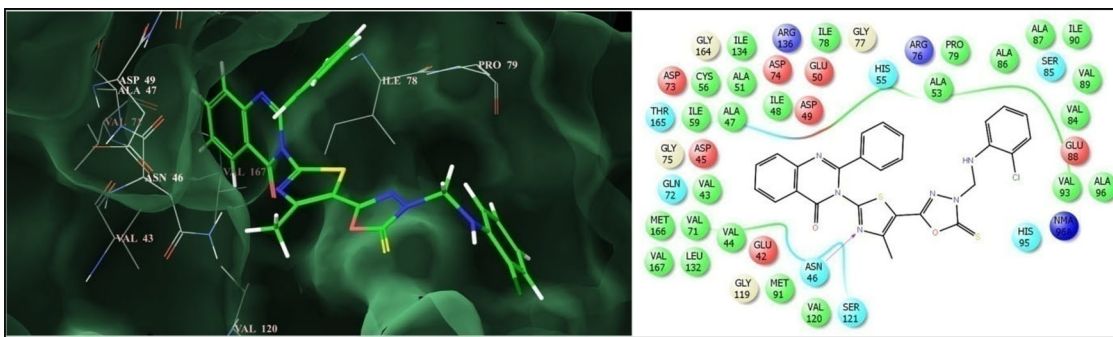 ASP 49
ALA 47
VAL 71
ASN 46
VAL 43
VAL 167
VAL 120
ILE 78
PRO 79
GLY 164
ILE 134
ARG 136
ILE 78
GLY 77
ARG 76
PRO 79
ALA 86
ALA 87
ILE 90
SER 85
VAL 89
ASP 73
CYS 56
ALA 51
ASP 74
GLU 50
HIS 55
ALA 53
VAL 84
THR 165
ILE 59
ALA 47
ILE 48
ASP 49
GLU 88
GLY 75
ASP 45
VAL 93
ALA 96
GLN 72
VAL 43
HIS 95
NMA 96A
MET 166
VAL 71
VAL 44
GLU 42
ASN 46
VAL 167
LEU 132
GLY 119
MET 91
VAL 120
SER 121
N
N
O
S
N
HN
Cl
N
N
O
S